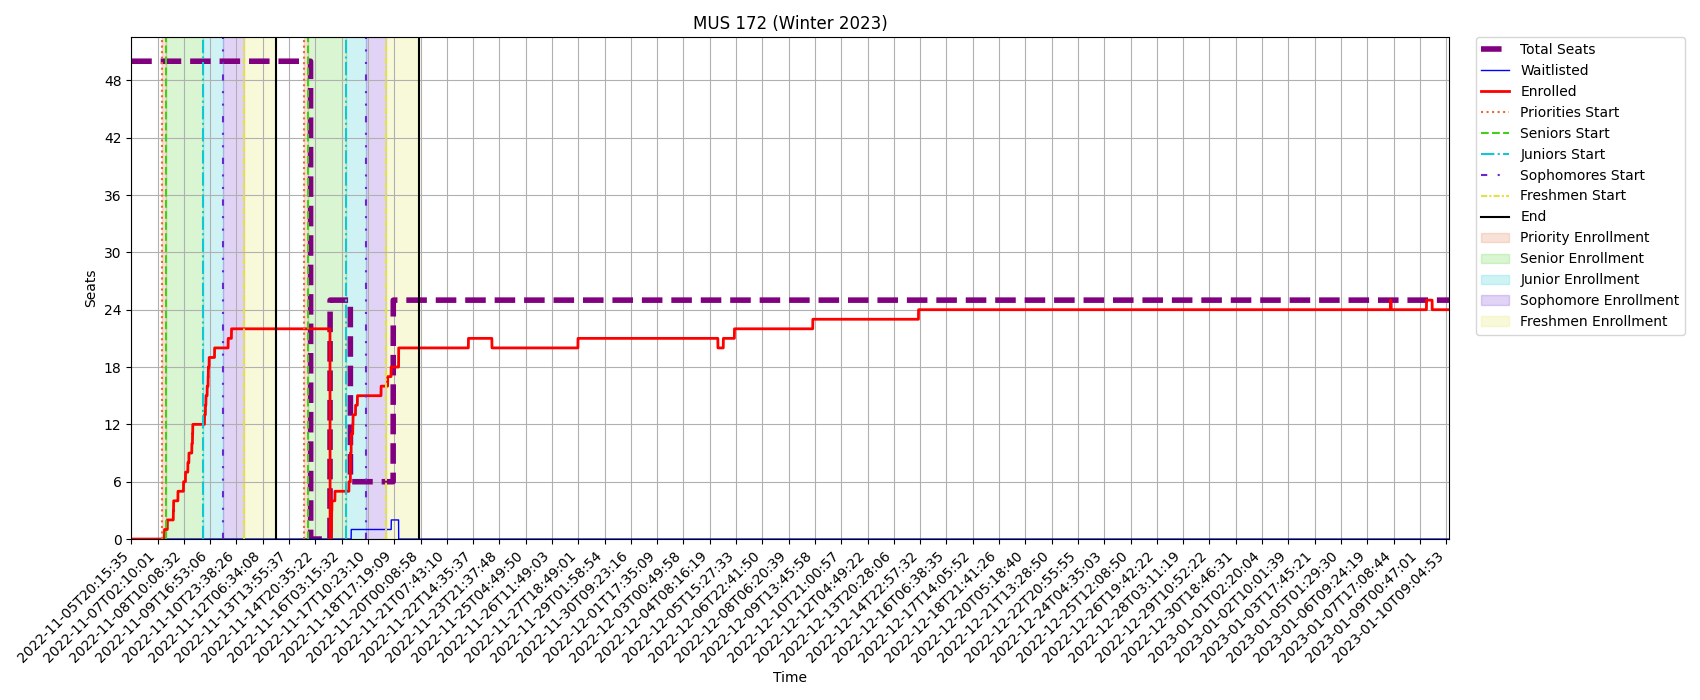 MUS 172 (Winter 2023)
Seats
48
42
36
30
24
18
12
6
0
2022-11-05T20:15:35
2022-11-07T02:10:01
2022-11-08T10:08:32
2022-11-09T16:53:06
2022-11-10T23:38:26
2022-11-12T06:34:08
2022-11-13T13:55:37
2022-11-14T20:35:22
2022-11-16T03:15:32
2022-11-17T10:23:10
2022-11-18T17:19:09
2022-11-20T00:08:58
2022-11-21T07:43:10
2022-11-22T14:35:37
2022-11-23T21:37:48
2022-11-25T04:49:50
2022-11-26T11:49:03
2022-11-27T18:49:01
2022-11-29T01:58:54
2022-11-30T09:23:16
2022-12-01T17:35:09
2022-12-03T00:49:58
2022-12-04T08:16:19
2022-12-05T15:27:33
2022-12-06T22:41:50
2022-12-08T06:20:39
2022-12-09T13:45:58
2022-12-10T21:00:57
2022-12-12T04:49:22
2022-12-13T20:28:06
2022-12-14T22:57:32
2022-12-16T06:38:35
2022-12-17T14:05:52
2022-12-18T21:41:26
2022-12-20T05:18:40
2022-12-21T13:28:50
2022-12-22T20:55:55
2022-12-24T04:35:03
2022-12-25T12:08:50
2022-12-26T19:42:22
2022-12-28T03:11:19
2022-12-29T10:52:22
2022-12-30T18:46:31
2023-01-01T02:20:04
2023-01-02T10:01:39
2023-01-03T17:45:21
2023-01-05T01:29:30
2023-01-06T09:24:19
2023-01-07T17:08:44
2023-01-09T00:47:01
2023-01-10T09:04:53
Time
Total Seats
Waitlisted
Enrolled
Priorities Start
Seniors Start
Juniors Start
Sophomores Start
Freshmen Start
End
Priority Enrollment
Senior Enrollment
Junior Enrollment
Sophomore Enrollment
Freshmen Enrollment